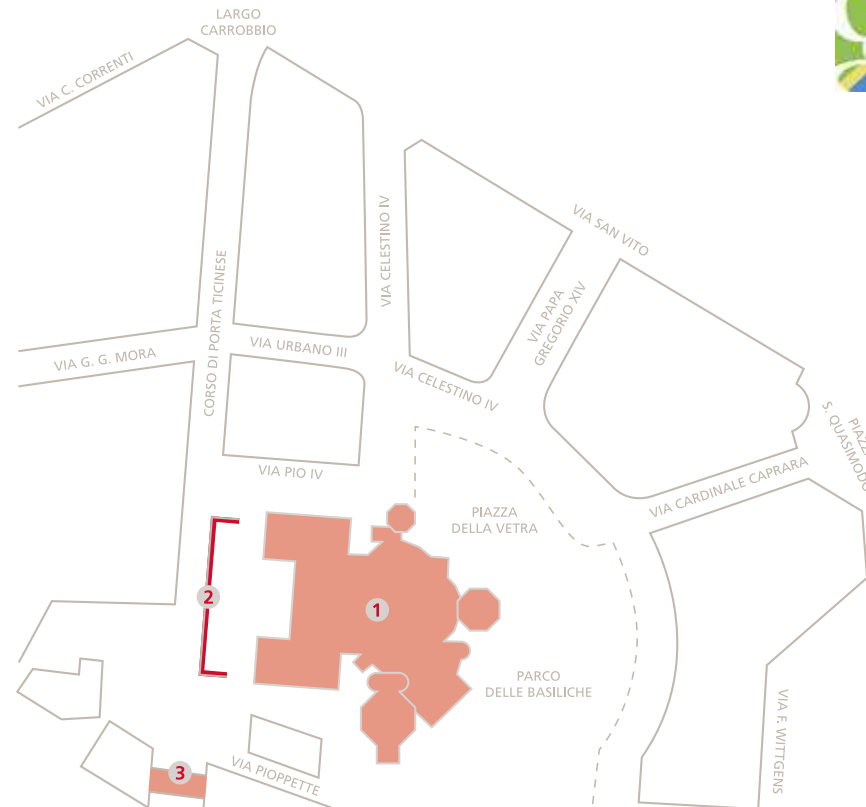 LARGO
CARROBBIO
VIA C. CORRENTI
VIA CELESTINO IV
VIA SAN VITO
CORSO DI PORTA TICINESE
VIA PAPA
GREGORIO XIV
VIA URBANO III
VIA G. G. MORA
VIA CELESTINO IV
S. QUASIMODO
VIA PIO IV
VIA CARDINALE CAPRARA
PIAZZA
DELLA VETRA
2
1
PARCO
DELLE BASILICHE
VIA F. WITTGENS
3
VIA PIOPPETTE